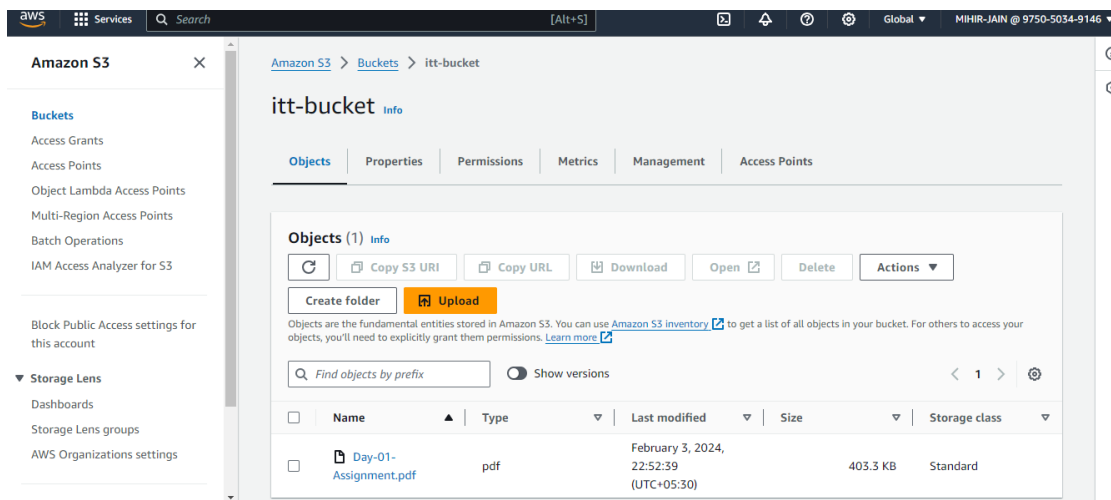 aws Services Search [Alt+S] Global MIHIR-JAIN @ 9750-5034-9146
Amazon S3
Buckets
Access Grants
Access Points
Object Lambda Access Points
Multi-Region Access Points
Batch Operations
IAM Access Analyzer for S3
Block Public Access settings for
this account
Storage Lens
Dashboards
Storage Lens groups
AWS Organizations settings
Amazon S3 > Buckets > itt-bucket
itt-bucket Info
Objects Properties Permissions Metrics Management Access Points
Objects (1) Info
Copy S3 URI Copy URL Download Open Delete Actions
Create folder Upload
Objects are the fundamental entities stored in Amazon S3. You can use Amazon S3 inventory to get a list of all objects in your bucket. For others to access your
objects, you'll need to explicitly grant them permissions. Learn more
Find objects by prefix Show versions < 1 >
Name Type Last modified Size Storage class
Day-01-
Assignment.pdf pdf February 3, 2024,
22:52:39
(UTC+05:30) 403.3 KB Standard